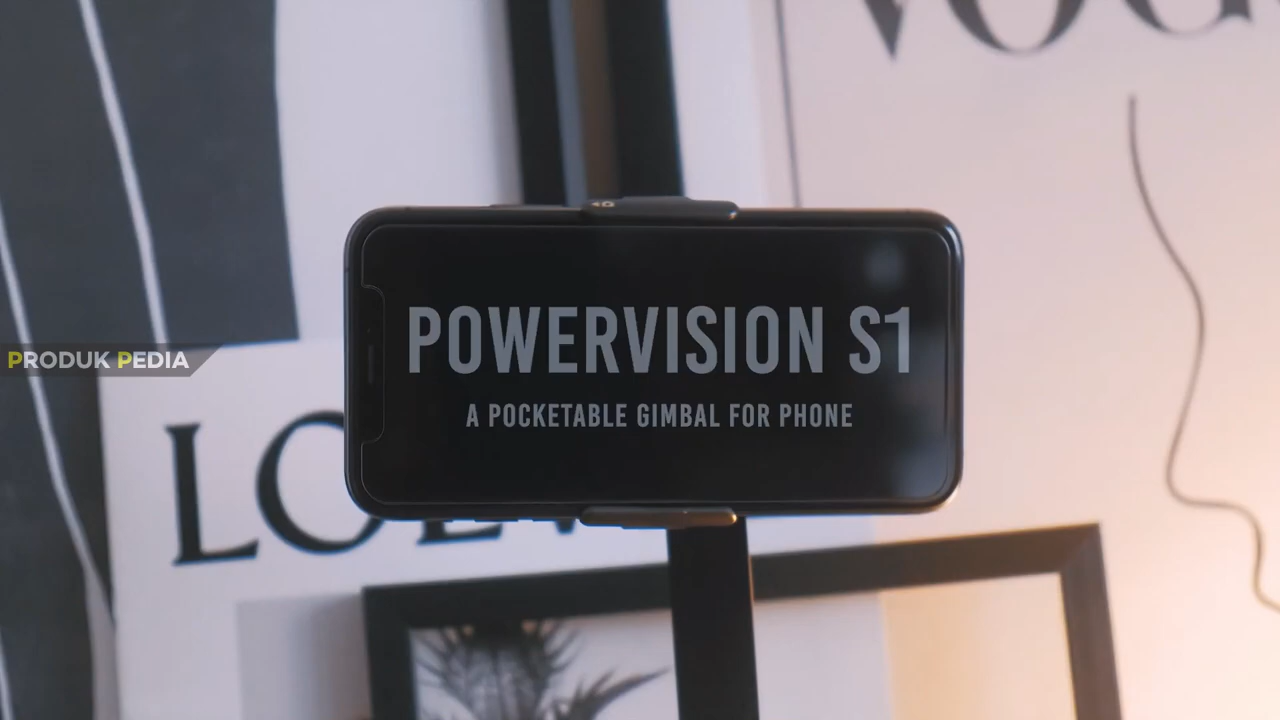 PRODUK PEDIA
POWERVISION S1
A POCKETABLE GIMBAL FOR PHONE